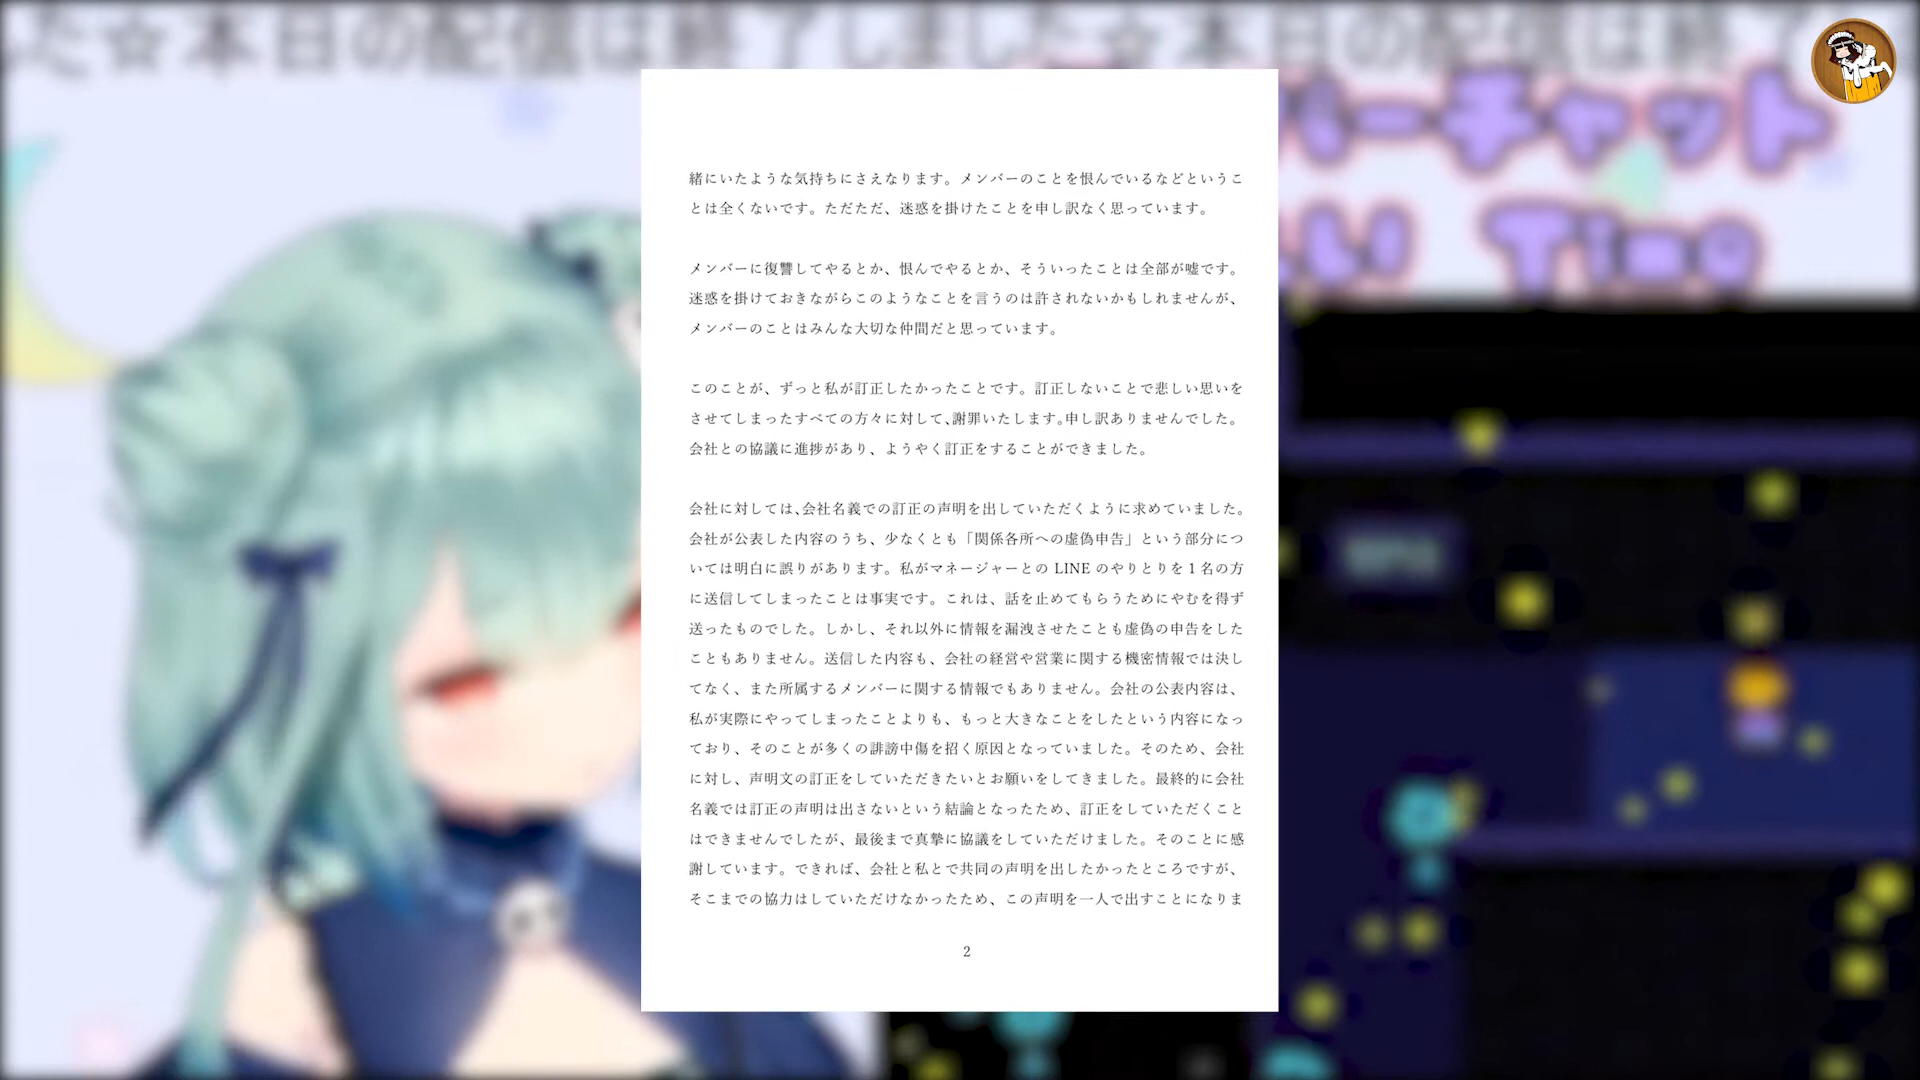 た☆本日の配信は終了しました☆本日の配信は終了
バーチャット
Time
緒にいたような気持ちにさえなります。メンバーのことを恨んでいるなどというこ
とは全くないです。ただただ、迷惑を掛けたことを申し訳なく思っています。
メンバーに復讐してやるとか、恨んでやるとか、そういったことは全部が嘘です。
迷惑を掛けておきながらこのようなことを言うのは許されないかもしれませんが、
メンバーのことはみんな大切な仲間だと思っています。
このことが、ずっと私が訂正したかったことです。訂正しないことで悲しい思いを
させてしまったすべての方々に対して、謝罪いたします。申し訳ありませんでした。
会社との協議に進捗があり、ようやく訂正をすることができました。
会社に対しては、会社名義での訂正の声明を出していただくように求めていました。
会社が公表した内容のうち、少なくとも「関係各所への虚偽申告」という部分につ
いては明白に誤りがあります。私がマネージャーとの LINE のやりとりを 1 名の方
に送信してしまったことは事実です。これは、話を止めてもらうためにやむを得ず
送ったものでした。しかし、それ以外に情報を漏洩させたことも虚偽の申告をした
こともありません。送信した内容も、会社の経営や営業に関する機密情報では決し
てなく、また所属するメンバーに関する情報でもありません。会社の公表内容は、
私が実際にやってしまったことよりも、もっと大きなことをしたという内容になっ
ており、そのことが多くの誹謗中傷を招く原因となっていました。そのため、会社
に対し、声明文の訂正をしていただきたいとお願いをしてきました。最終的に会社
名義では訂正の声明は出さないという結論となったため、訂正をしていただくこと
はできませんでしたが、最後まで真摯に協議をしていただけました。そのことに感
謝しています。できれば、会社と私とで共同の声明を出したかったところですが、
そこまでの協力はしていただけなかったため、この声明を一人で出すことになりま
2